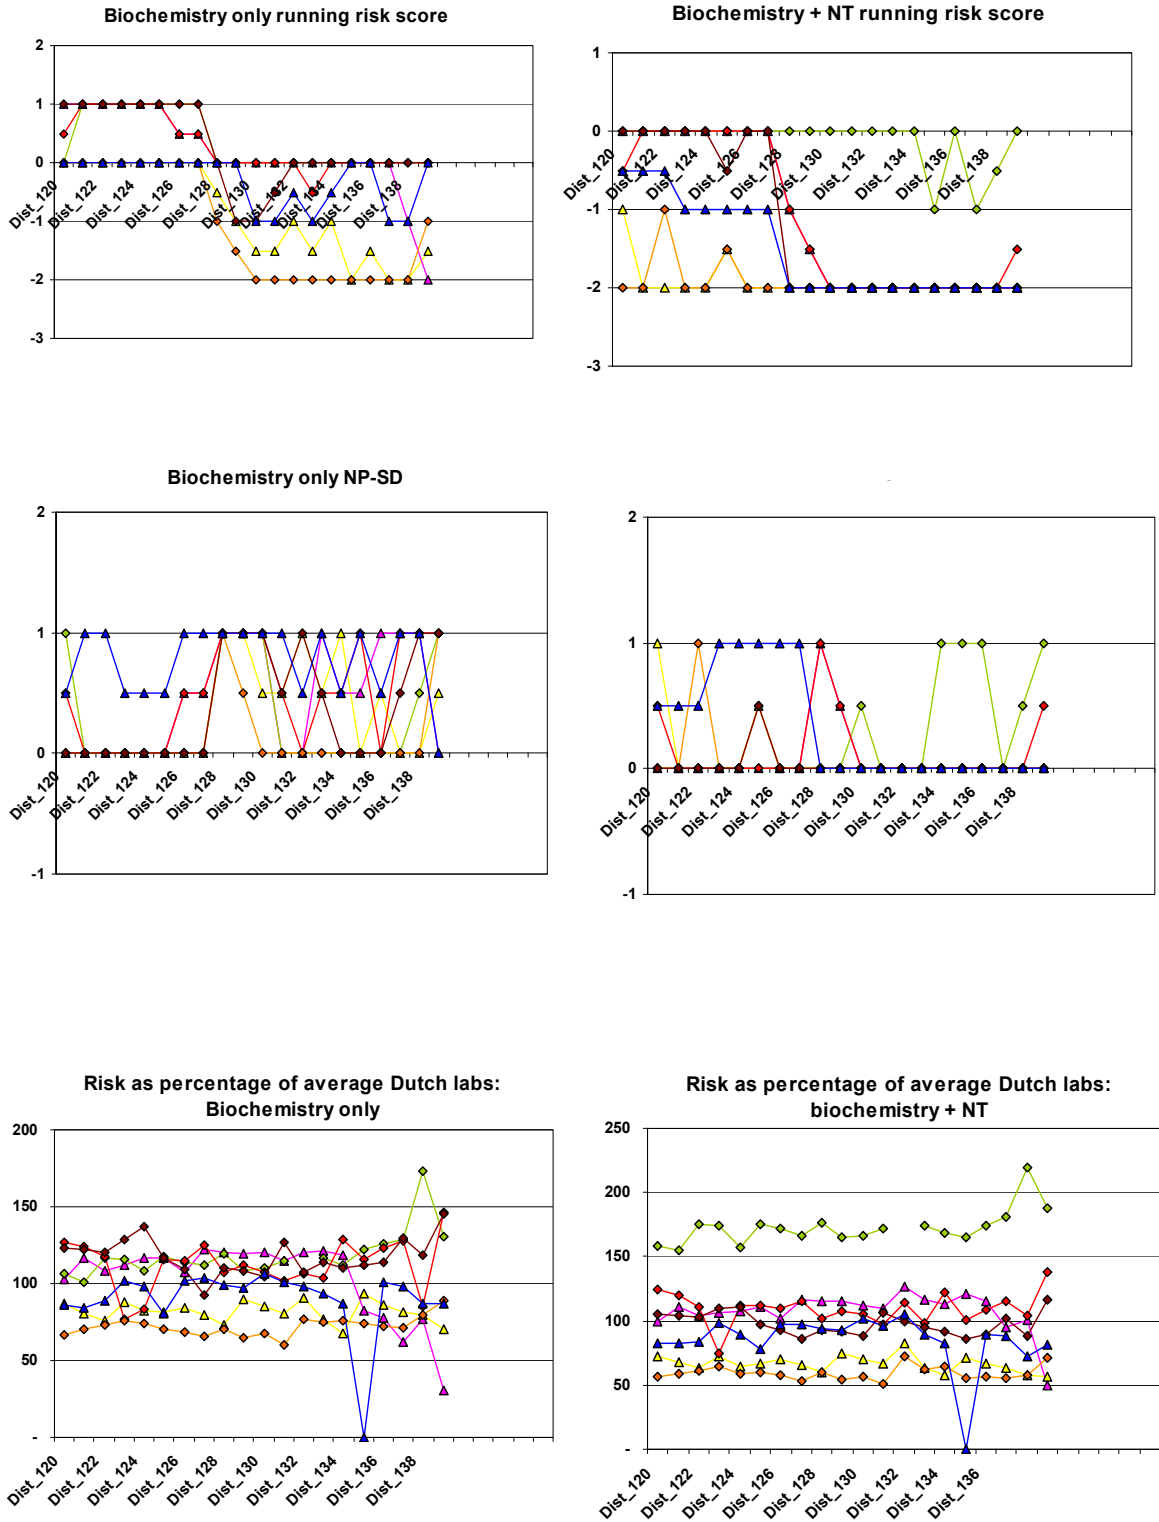 Biochemistry only running risk score
2
1
0
-1
-2
-3
Dist_120
Dist_122
Dist_124
Dist_126
Dist_128
Dist_130
Dist_132
Dist_134
Dist_136
Dist_138
Biochemistry + NT running risk score
1
0
-1
-2
-3
Dist_120
Dist_122
Dist_124
Dist_126
Dist_128
Dist_130
Dist_132
Dist_134
Dist_136
Dist_138
Biochemistry only NP-SD
2
1
0
-1
Dist_120
Dist_122
Dist_124
Dist_126
Dist_128
Dist_130
Dist_132
Dist_134
Dist_136
Dist_138
2
1
0
-1
Dist_120
Dist_122
Dist_124
Dist_126
Dist_128
Dist_130
Dist_132
Dist_134
Dist_136
Dist_138
Risk as percentage of average Dutch labs:
Biochemistry only
200
150
100
50
-
Dist_120
Dist_122
Dist_124
Dist_126
Dist_128
Dist_130
Dist_132
Dist_134
Dist_136
Dist_138
Risk as percentage of average Dutch labs:
biochemistry + NT
250
200
150
100
50
-
Dist_120
Dist_122
Dist_124
Dist_126
Dist_128
Dist_130
Dist_132
Dist_134
Dist_136